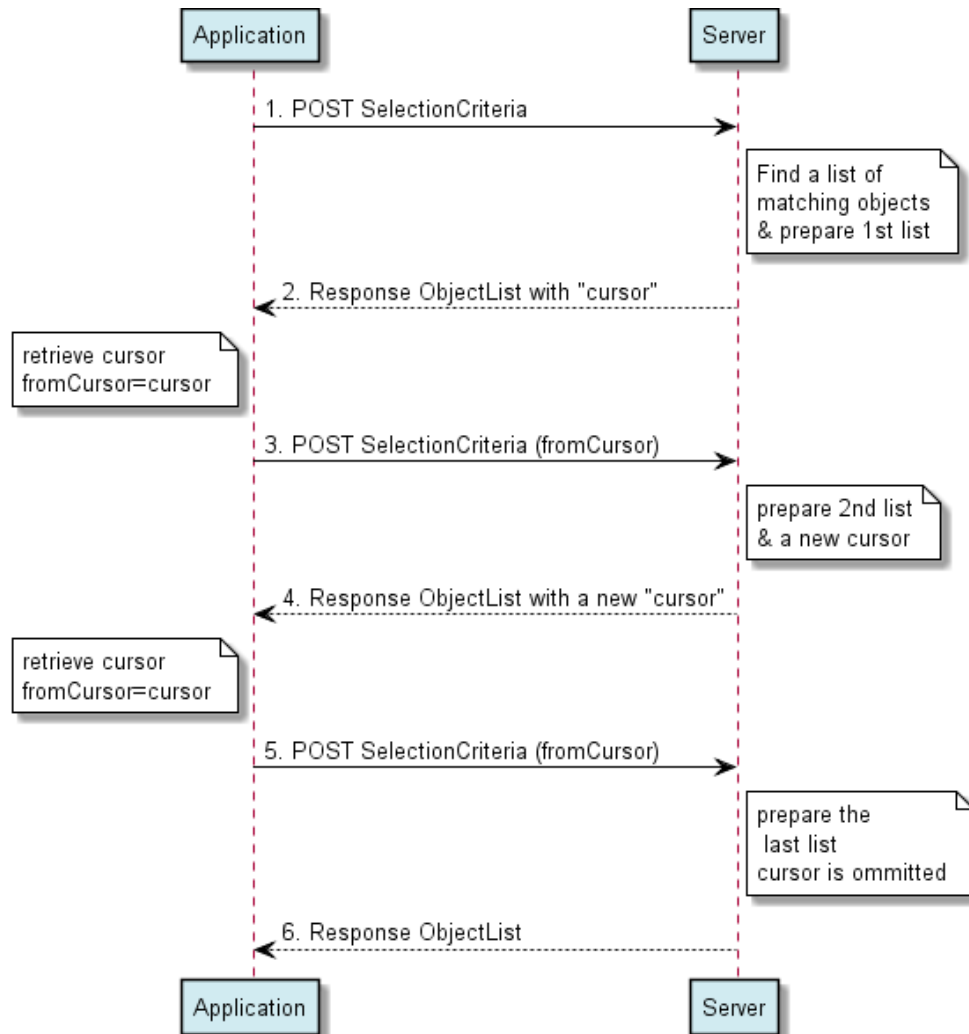 Application
Server
1. POST SelectionCriteria
Find a list of
matching objects
& prepare 1st list
2. Response ObjectList with "cursor"
retrieve cursor
fromCursor=cursor
3. POST SelectionCriteria (fromCursor)
prepare 2nd list
& a new cursor
4. Response ObjectList with a new "cursor"
retrieve cursor
fromCursor=cursor
5. POST SelectionCriteria (fromCursor)
prepare the
last list
cursor is ommitted
6. Response ObjectList
Application
Server